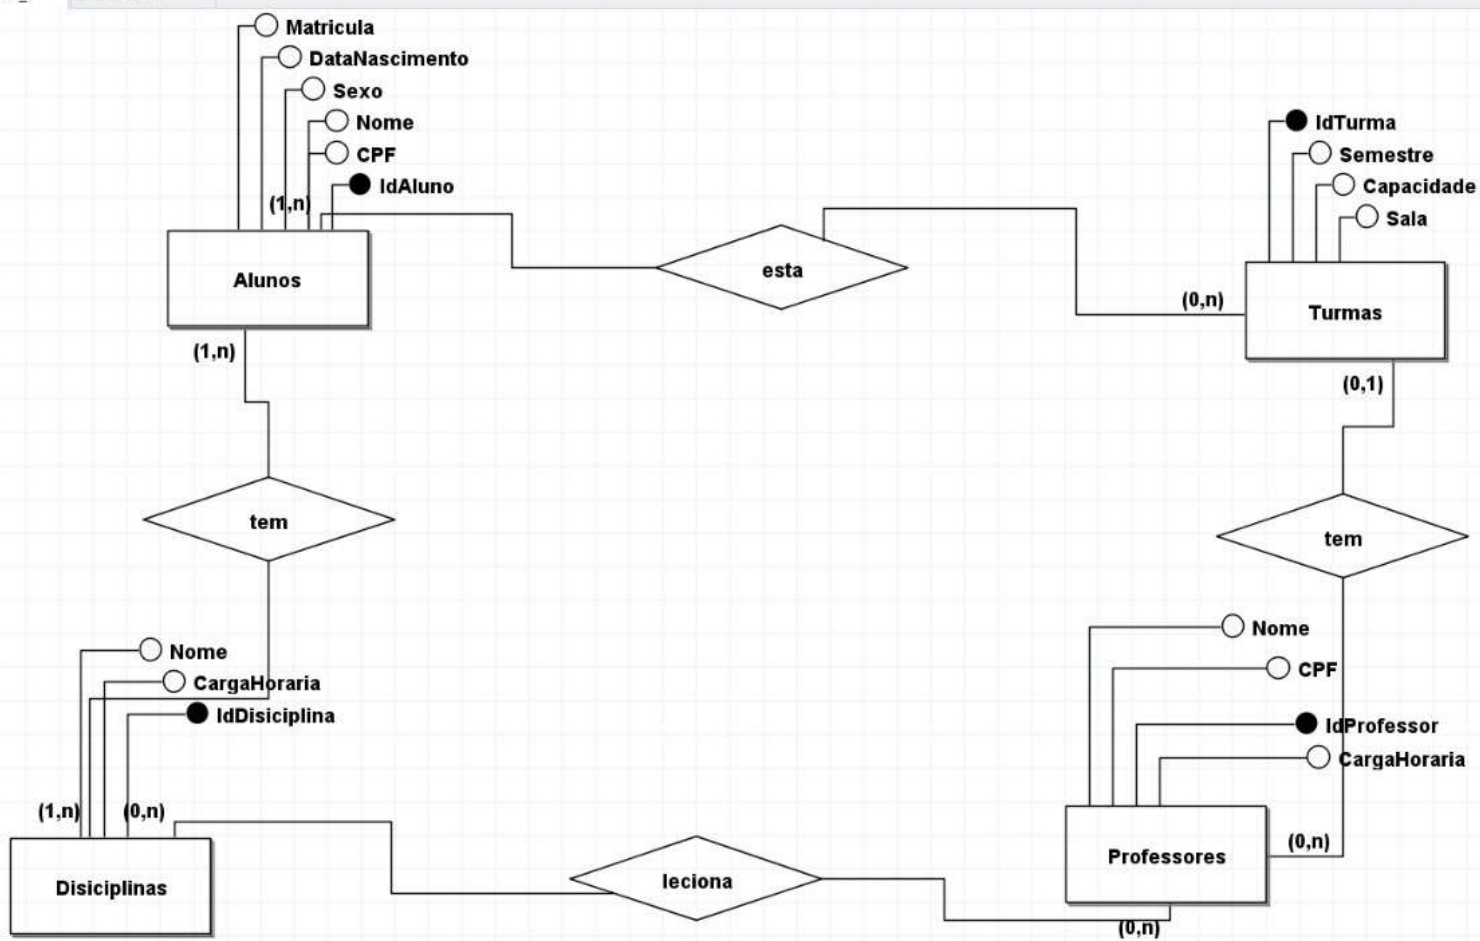 Matricula
DataNascimento
Sexo
Nome
CPF
IdAluno
(1,n)
Alunos
(1,n)
esta
IdTurma
Semestre
Capacidade
Sala
(0,n)
Turmas
(0,1)
tem
tem
Nome
CargaHoraria
IdDisiciplina
(1,n)
(0,n)
Disiciplinas
leciona
Nome
CPF
IdProfessor
CargaHoraria
Professores
(0,n)
(0,n)